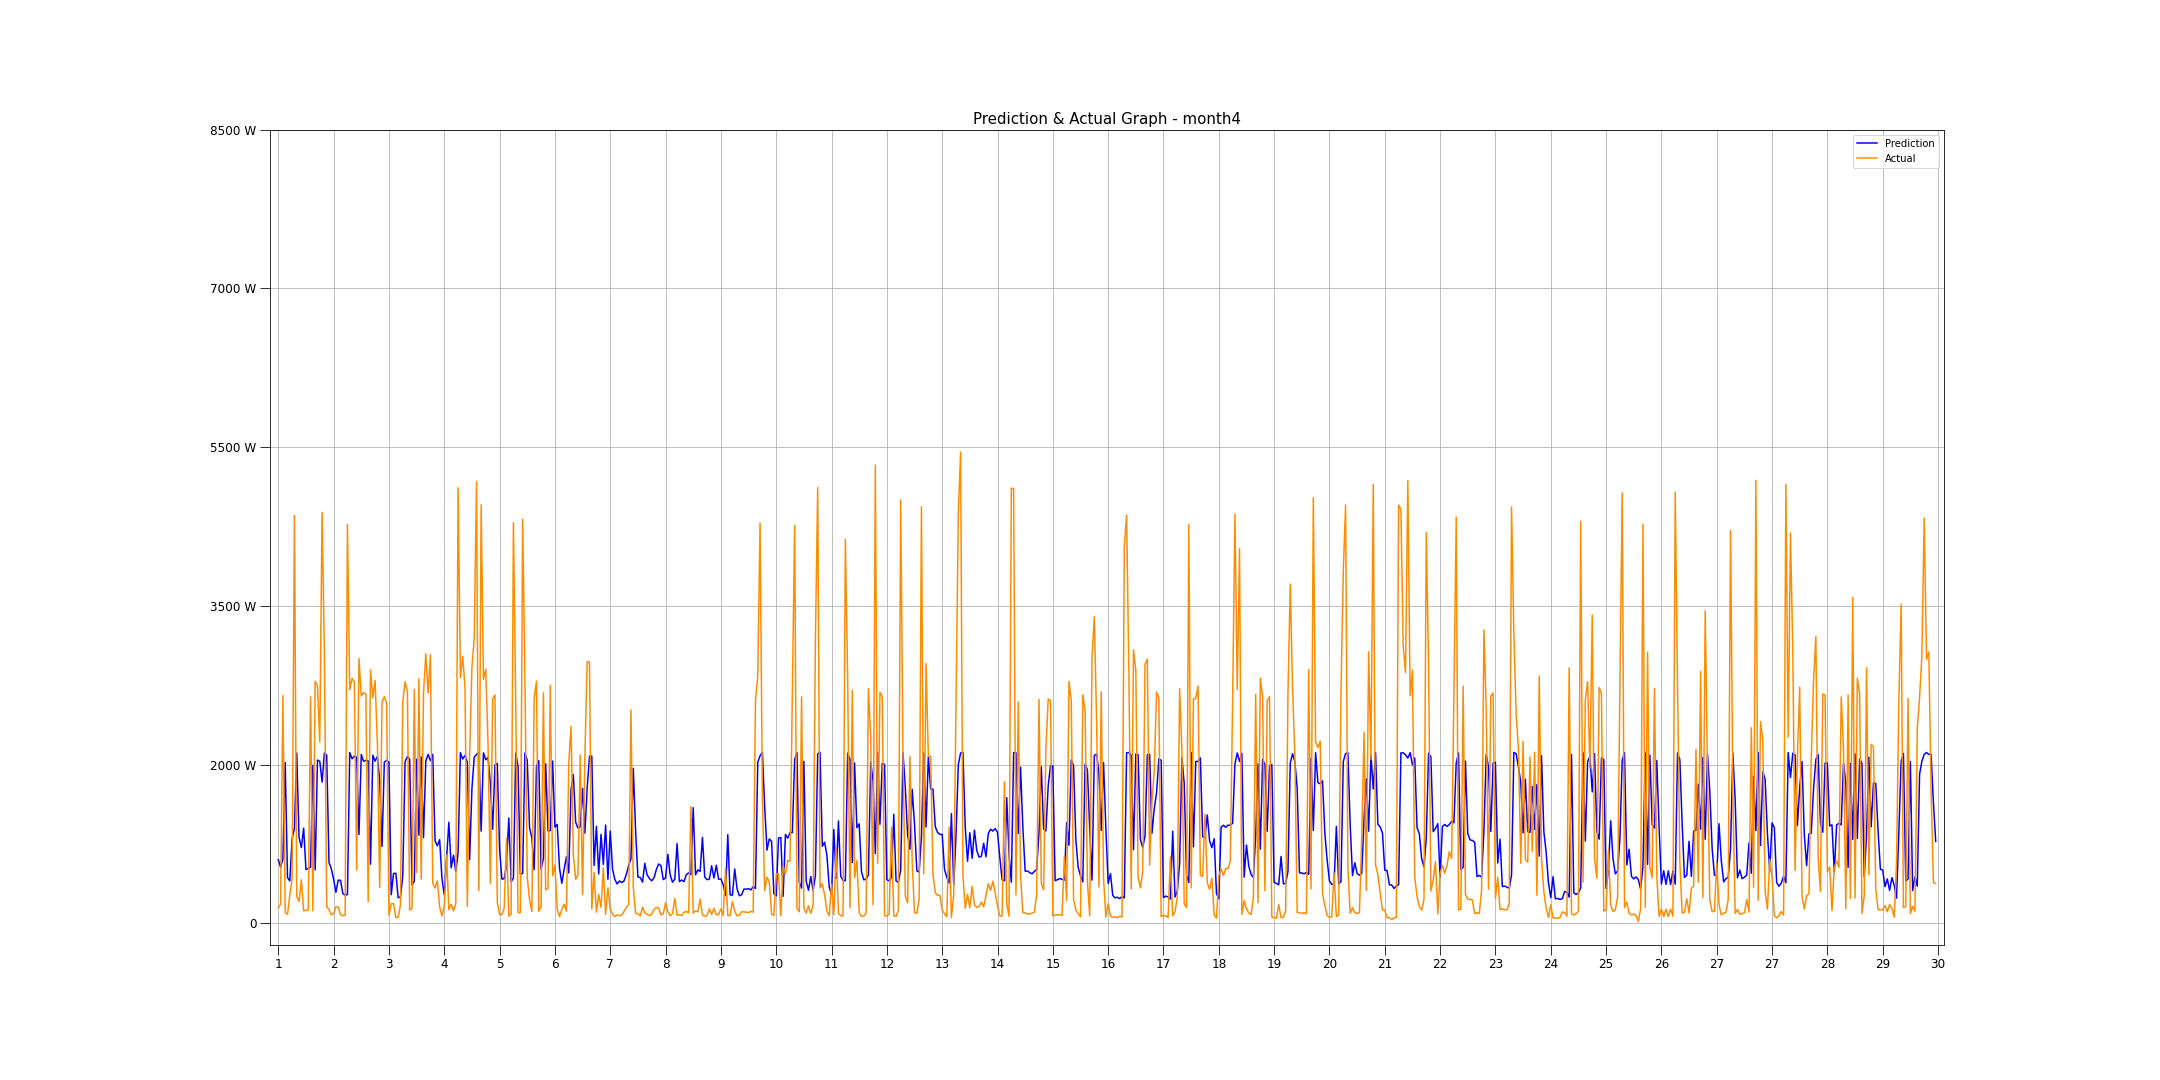 Prediction & Actual Graph - month4
8500 W
7000 W
5500 W
3500 W
2000 W
0
Prediction
Actual
1 2 3 4 5 6 7 8 9 10 11 12 13 14 15 16 17 18 19 20 21 22 23 24 25 26 27 27 28 29 30